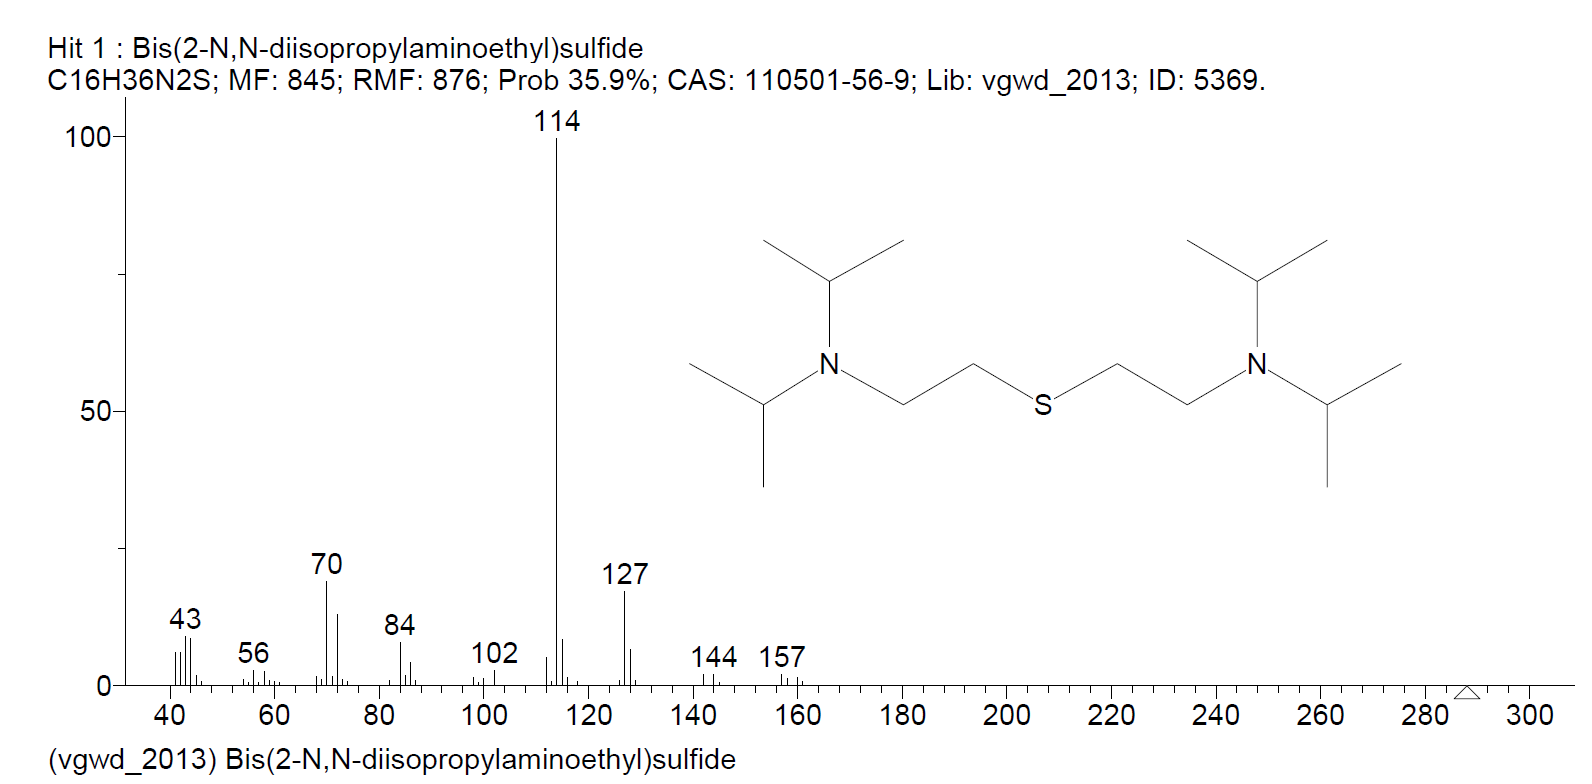 Hit 1 : Bis(2-N,N-diisopropylaminoethyl)sulfide
C16H36N2S; MF: 845; RMF: 876; Prob 35.9%; CAS: 110501-56-9; Lib: vgwd_2013; ID: 5369.
114
100
N
N
50
S
70
127
43
84
56
102
144
157
0
40 60 80 100 120 140 160 180 200 220 240 260 280 300
(vgwd_2013) Bis(2-N,N-diisopropylaminoethyl)sulfide